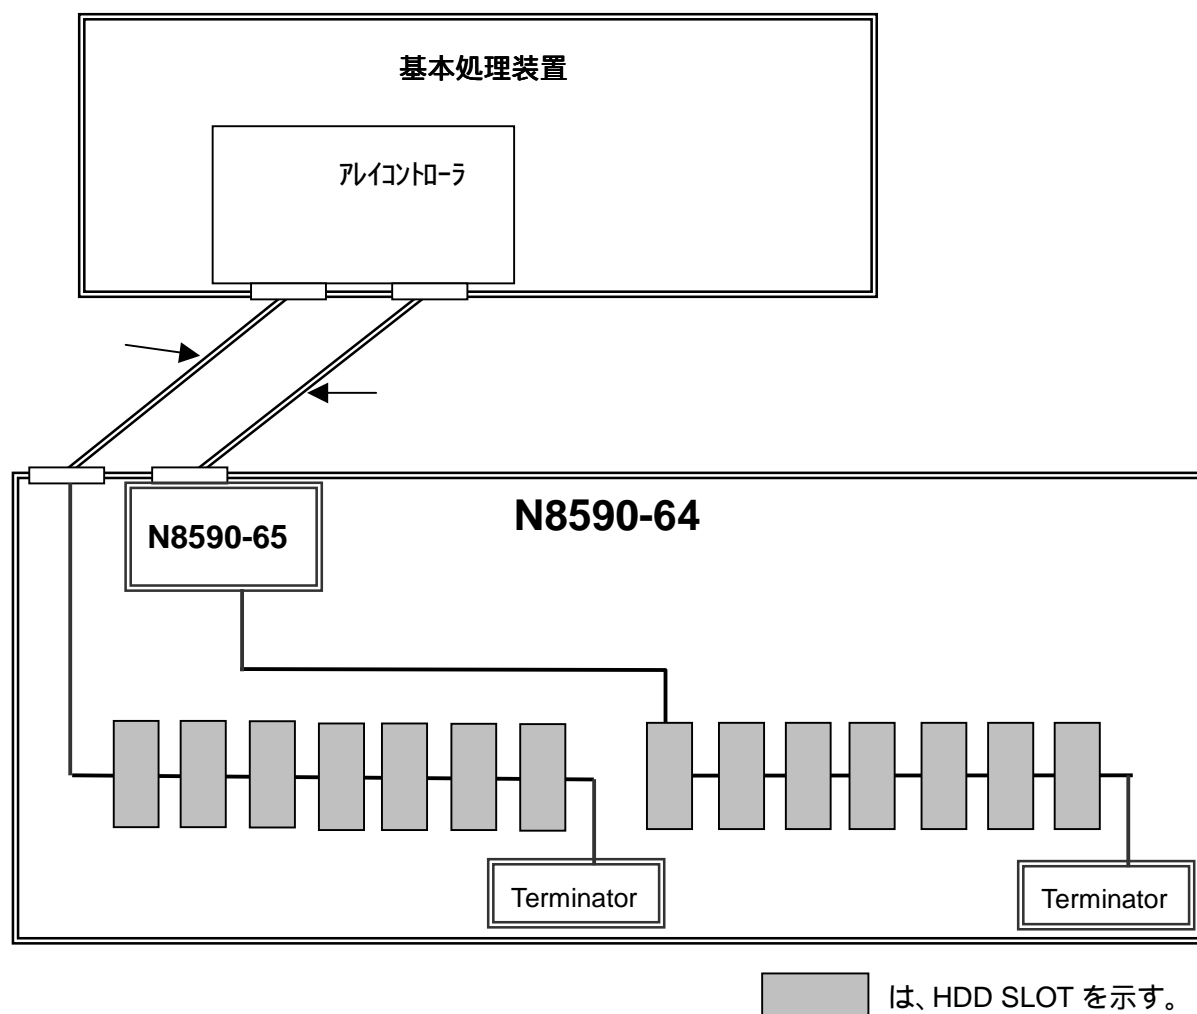 基本処理装置
ｱﾚｲｺﾝﾄﾛｰﾗ
N8590-64
N8590-65
Terminator
Terminator
は、HDD SLOT を示す。